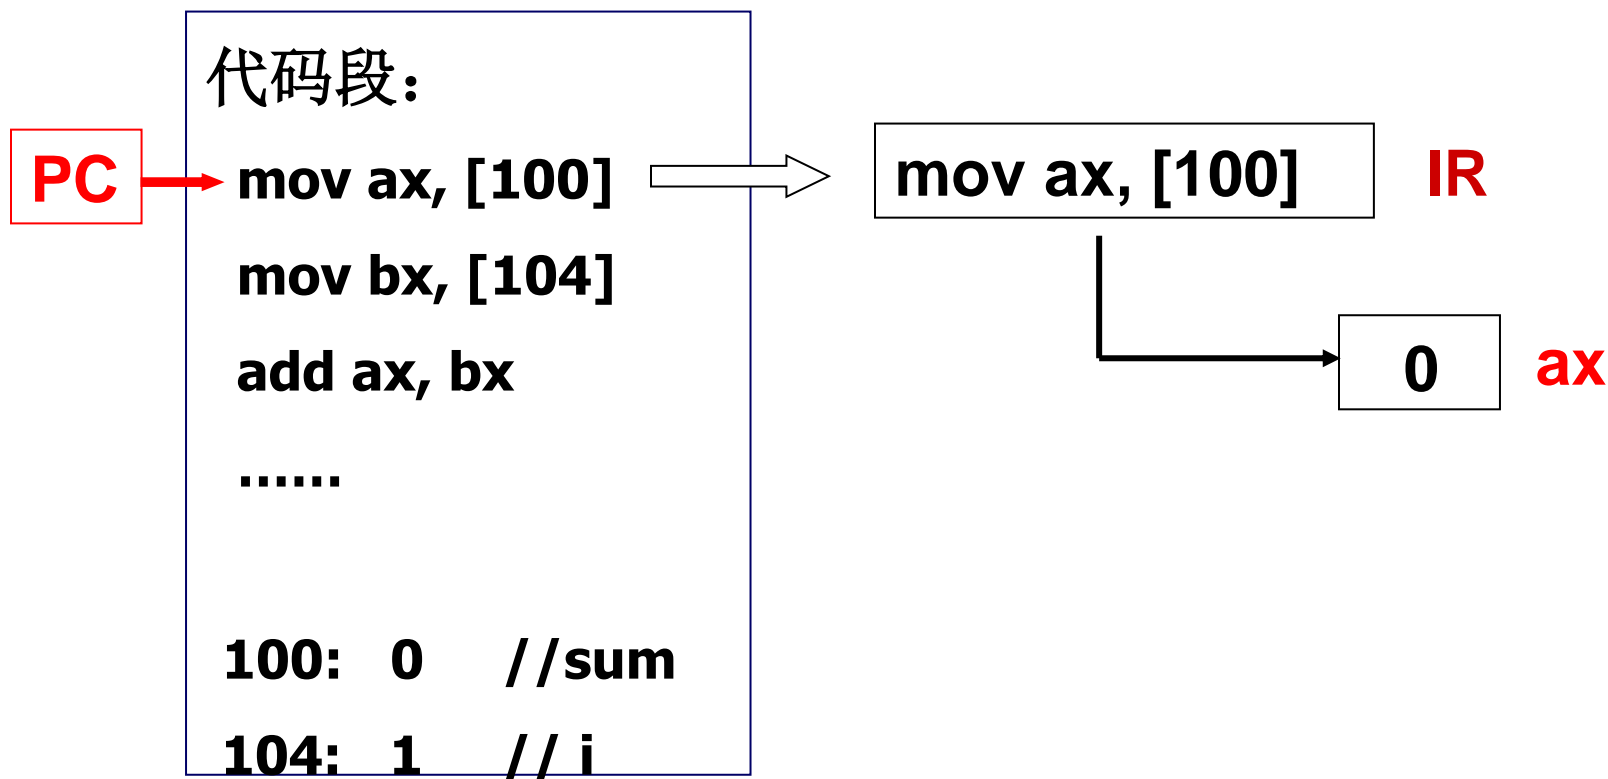 代码段：
PC
mov ax, [100]
mov bx, [104]
add ax, bx
......
100: 0 //sum
104: 1 // i
mov ax, [100]
IR
0
ax